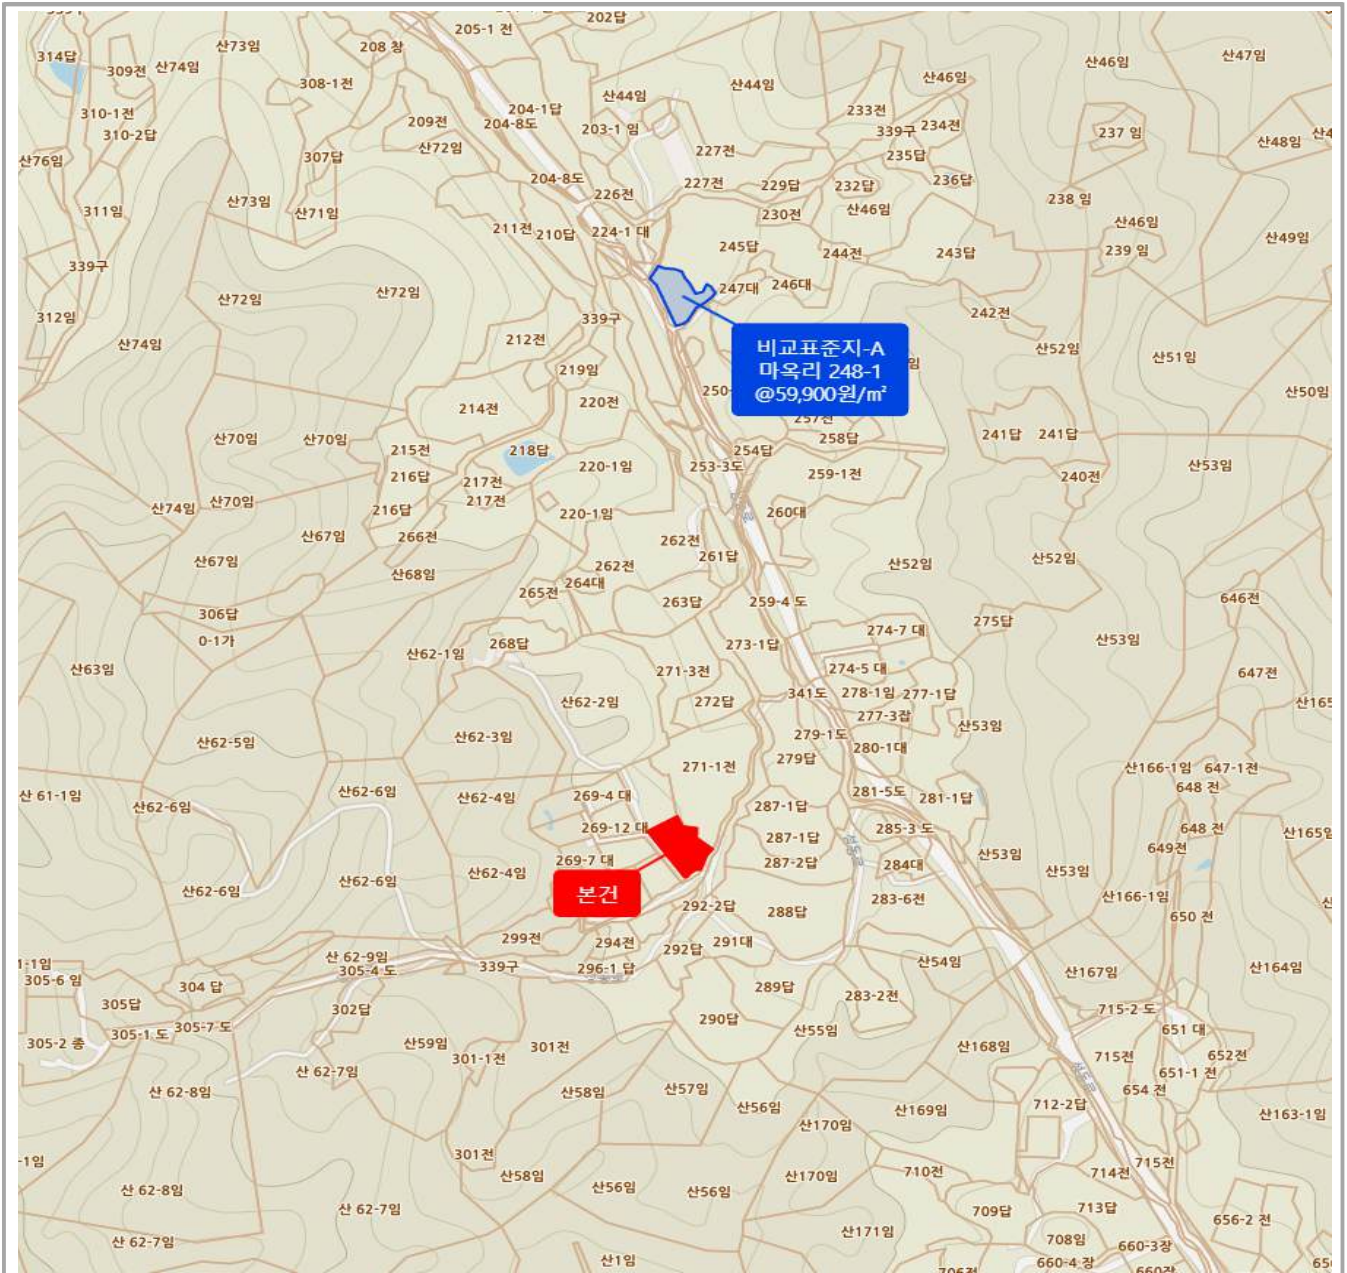 205-1 전
202답
산73임
208 창
314답
309전
산74임
308-1전
산44임
산44임
산46임
산46임
산47임
310-1전
310-2답
209전
204-1답
204-8도
203-1 임
233전
339구
234전
237 임
산48임
산76임
307답
산72임
227전
235답
204-8도
226전
227전
229답
232답
236답
238 임
311임
산73임
산71임
211전
210답
224-1 대
230전
산46임
산46임
산49임
339구
245답
244전
243답
239 임
312임
산72임
산72임
247대
246대
산74임
339구
242전
212전
비교표준지-A
마옥리 248-1
@59,900원/㎡
산52임
산51임
219임
산50임
214전
220전
257전
산70임
산70임
215전
218답
254답
258답
241답
241답
216답
217전
220-1임
253-3도
259-1전
240전
산53임
산74임
산70임
216답
217전
220-1임
260대
산67임
산67임
266전
262전
261답
산52임
산52임
산68임
262전
265전
264대
263답
259-4 도
646전
306답
0-1가
268답
273-1답
274-7 대
275답
산53임
산63임
산62-1임
271-3전
274-5 대
647전
산62-2임
272답
341도
278-1임
277-1답
277-3잡
산53임
산62-5임
산62-3임
279-1도
280-1대
271-1전
279답
산166-1임
647-1전
648 전
산 61-1임
산62-6임
산62-6임
산62-4임
269-4 대
281-5도
281-1답
287-1답
269-12 대
287-1답
285-3 도
648 전
649전
산165임
269-7 대
287-2답
284대
산53임
산53임
산62-6임
산62-6임
산62-4임
본건
283-6전
산166-1임
292-2답
288답
650 전
299전
294전
292답
291대
산 62-9임
305-4 도
339구
296-1 답
산54임
산167임
산164임
305-6 임
304 답
289답
283-2전
305답
302답
715-2 도
305-1 도
305-7 도
290답
산55임
651 대
305-2 종
산59임
301-1전
301전
산168임
715전
652전
651-1 전
산 62-7임
산 62-8임
산58임
산57임
654 전
산56임
산169임
712-2답
산163-1임
산170임
301전
715전
산58임
산170임
710전
714전
산 62-8임
산56임
산56임
산 62-7임
709답
713답
656-2 전
산 62-7임
산171임
708임
660-3장
산1임
660-4 장